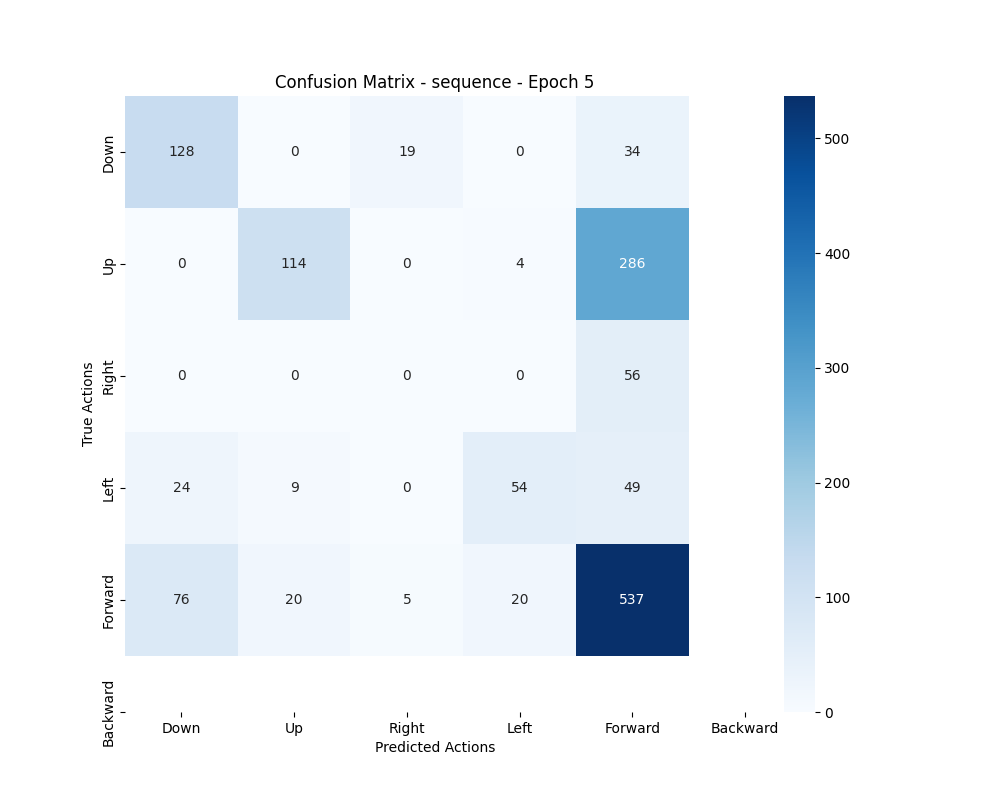 Confusion Matrix - sequence - Epoch 5
Down 128 0 19 0 34
Up 0 114 0 4 286
Right 0 0 0 0 56
Left 24 9 0 54 49
Forward 76 20 5 20 537
Backward
True Actions
Down Up Right Left Forward Backward
Predicted Actions
500
400
300
200
100
0